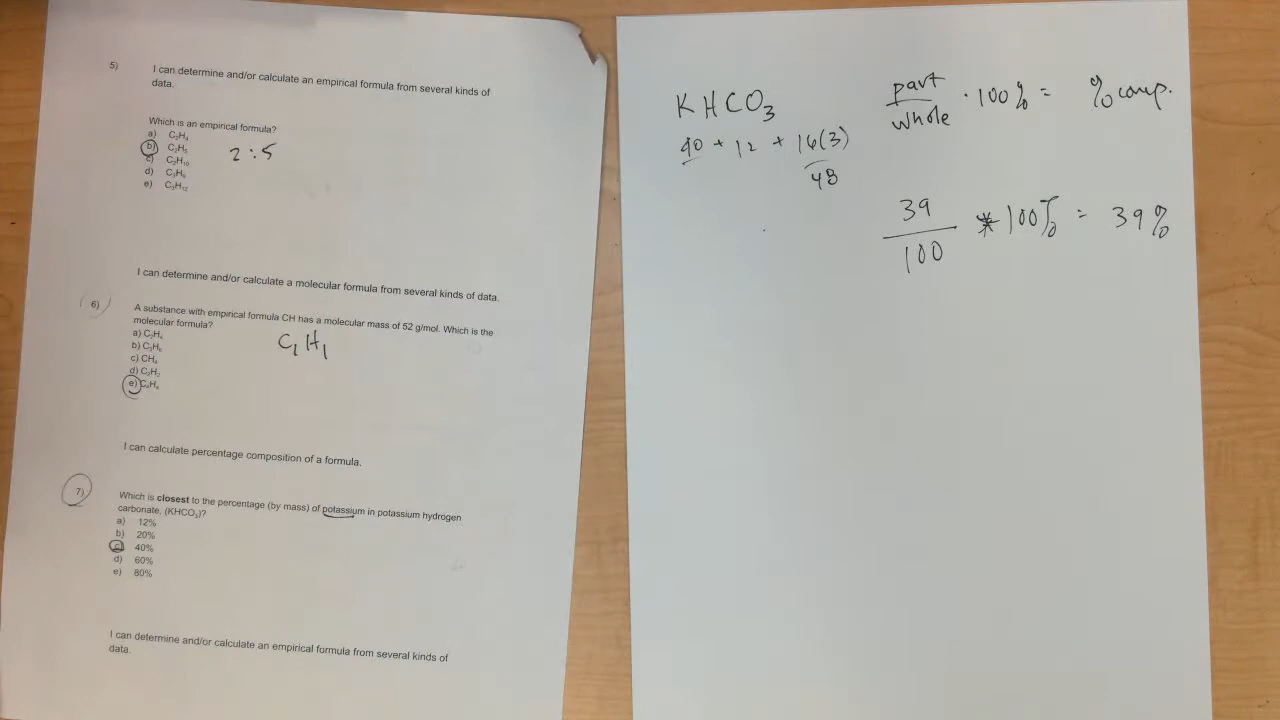 5) I can determine and/or calculate an empirical formula from several kinds of
data.
Which is an empirical formula?
a) C₂H₄
b) C₂H₅ 2:5
c) C₂H₁₀
d) C₃H₆
e) C₅H₁₂
I can determine and/or calculate a molecular formula from several kinds of data.
6) A substance with empirical formula CH has a molecular mass of 52 g/mol. Which is the
molecular formula?
a) C₂H₄
b)
c) CH₄
d) C₂H₂
e) C₄H₄
C₁H₁
I can calculate percentage composition of a formula.
7) Which is closest to the percentage (by mass) of potassium in potassium hydrogen
carbonate, (KHCO₃)?
a) 12%
b) 20%
c) 40%
d) 60%
e) 80%
I can determine and/or calculate an empirical formula from several kinds of
data.
KHCO₃
40 + 12 + 16(3)
48
part
whole · 100% = % comp.
39
100 * 100% = 39%